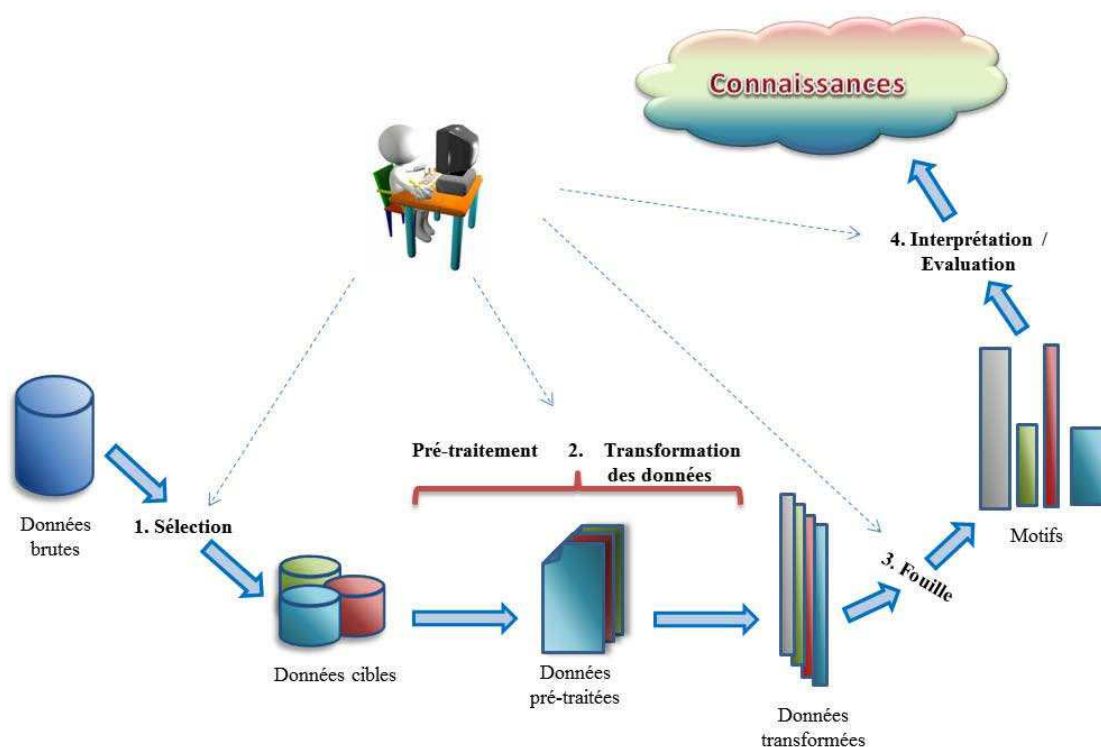 Connaissances
4. Interprétation /
Evaluation
Pré-traitement 2. Transformation
des données
Données
brutes
1. Sélection
Motifs
3. Fouille
Données cibles
Données
pré-traitées
Données
transformées